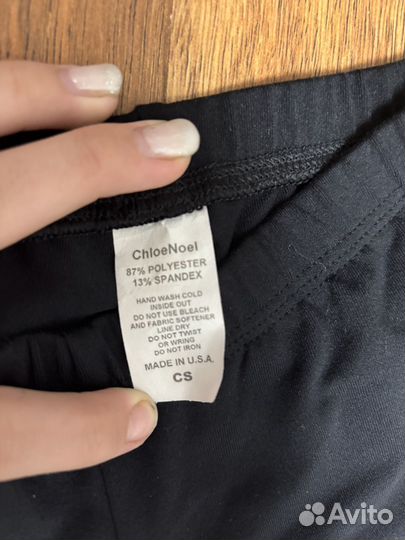 ChloeNoel
87% POLYESTER
13% SPANDEX
HAND WASH COLD
INSIDE OUT
DO NOT USE BLEACH
AND FABRIC SOFTENER
LINE DRY
DO NOT TWIST
OR WRING
DO NOT IRON
MADE IN U.S.A.
CS
Avito